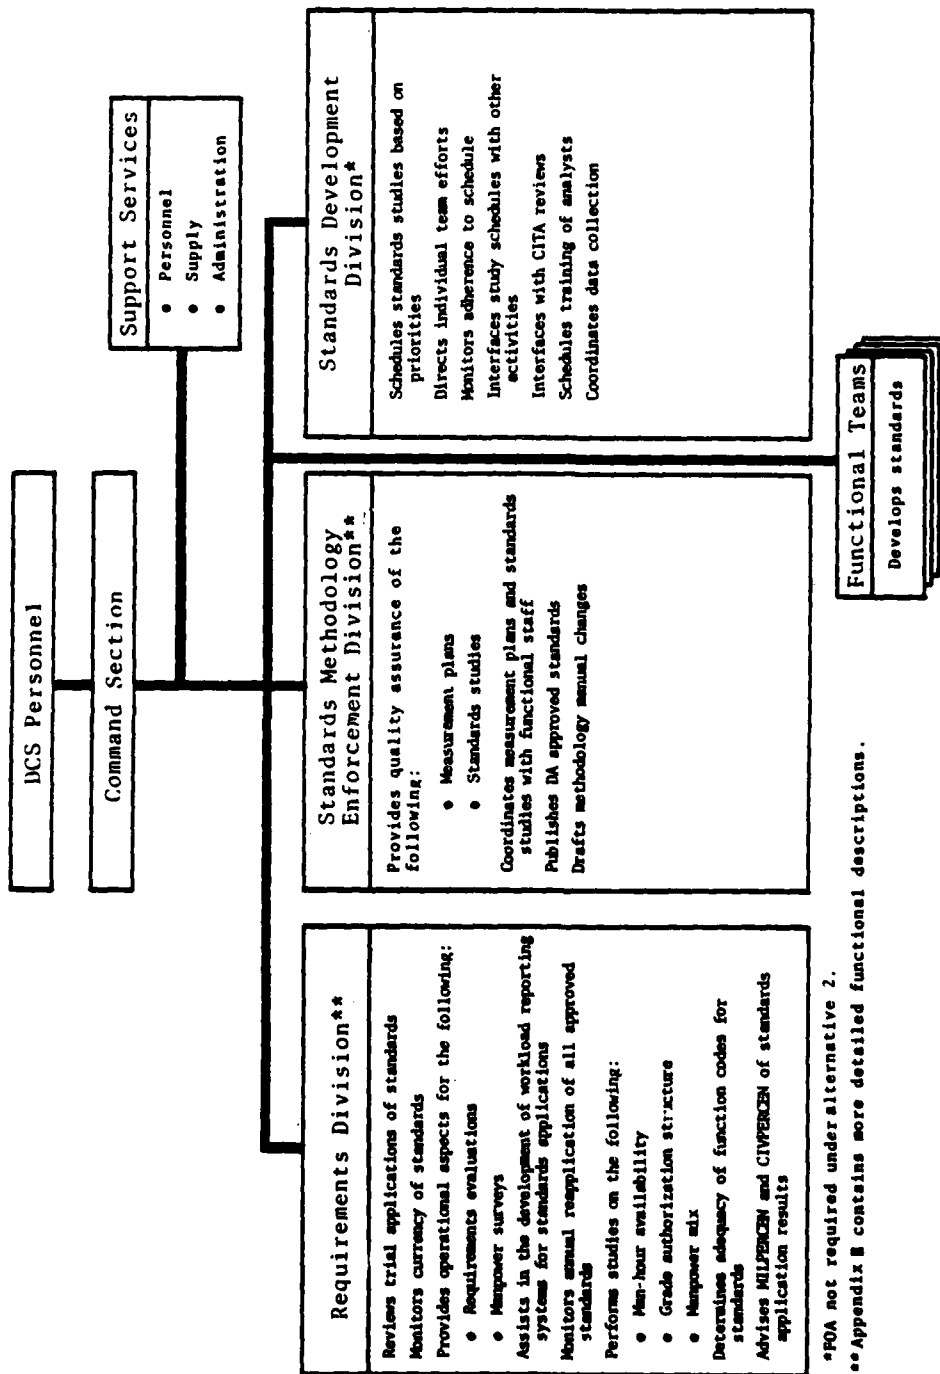 DCS Personnel
Command Section
Support Services
• Personnel
• Supply
• Administration
Requirements Division**
Reviews trial applications of standards
Monitors currency of standards
Provides operational aspects for the following:
• Requirements evaluations
• Manpower surveys
Assists in the development of workload reporting
systems for standards applications
Monitors annual reapplication of all approved
standards
Performs studies on the following:
• Man-hour availability
• Grade authorization structure
• Manpower mix
Determines adequacy of function codes for
standards
Advises MILPERCEN and CIVPERCEN of standards
application results
Standards Methodology
Enforcement Division**
Provides quality assurance of the
following:
• Measurement plans
• Standards studies
Coordinates measurement plans and standards
studies with functional staff
Publishes DA approved standards
Drafts methodology manual changes
Standards Development
Division*
Schedules standards studies based on
priorities
Directs individual team efforts
Monitors adherence to schedule
Interfaces study schedules with other
activities
Interfaces with CITA reviews
Schedules training of analysts
Coordinates data collection
Functional Teams
Develops standards
*FOA not required under alternative 2.
**Appendix E contains more detailed functional descriptions.